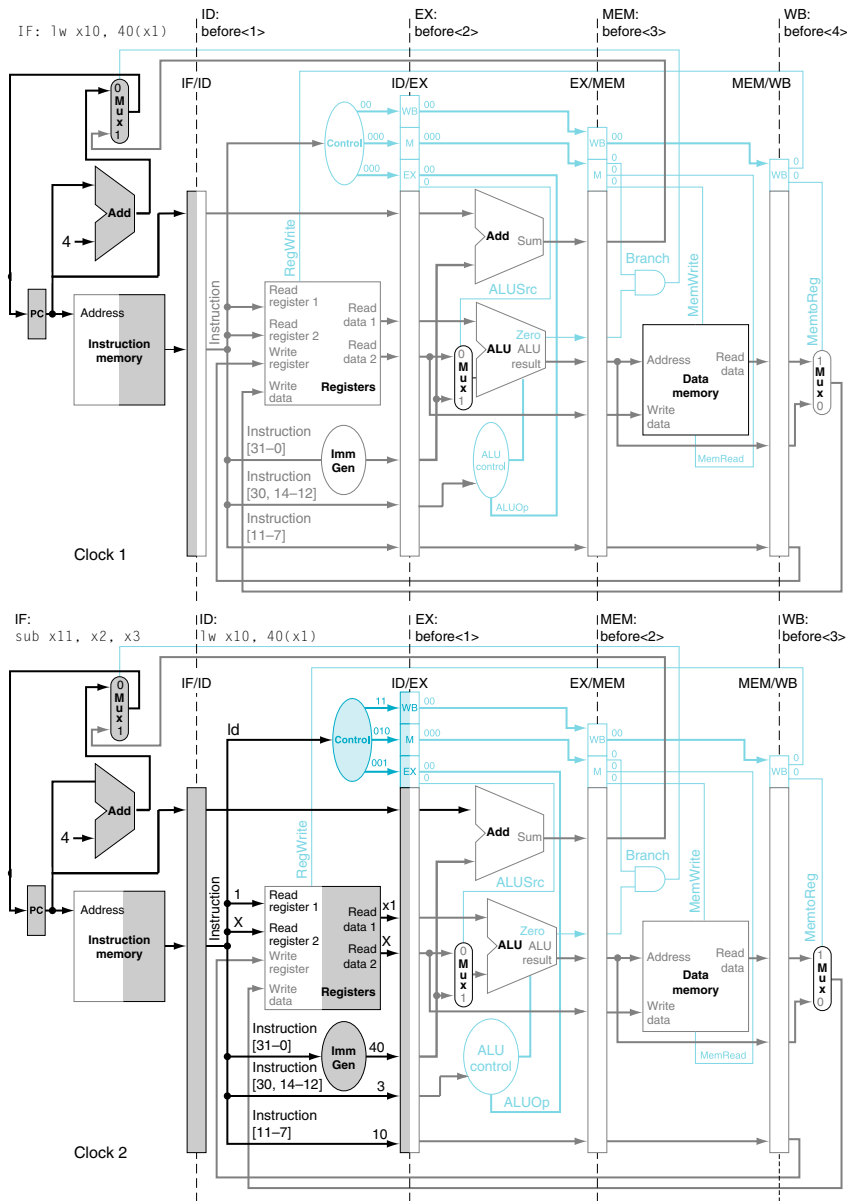 IF: lw x10, 40(x1)
ID:
before<1>
EX:
before<2>
MEM:
before<3>
WB:
before<4>
IF/ID
ID/EX
EX/MEM
MEM/WB
0
Mux
1
Add
4
PC
Address
Instruction
memory
Instruction
RegWrite
Control
00
000
000
WB
M
EX
00
000
00
0
WB
M
00
0
0
0
WB
0
0
Read
register 1
Read
register 2
Write
register
Write
data
Read
data 1
Read
data 2
Registers
Instruction
[31–0]
Imm
Gen
Instruction
[30, 14–12]
Instruction
[11–7]
Add
Sum
ALUSrc
Zero
ALU
ALU
result
0
Mux
1
ALU
control
ALUOp
Branch
MemWrite
Address
Read
data
Data
memory
Write
data
MemRead
MemtoReg
1
Mux
0
Clock 1
IF:
sub x11, x2, x3
ID:
lw x10, 40(x1)
EX:
before<1>
MEM:
before<2>
WB:
before<3>
IF/ID
ID/EX
EX/MEM
MEM/WB
0
Mux
1
Add
4
PC
Address
Instruction
memory
Instruction
ld
RegWrite
Control
11
010
001
WB
M
EX
00
000
00
0
WB
M
00
0
0
0
WB
0
0
1
X
Read
register 1
Read
register 2
Write
register
Write
data
Read
data 1
Read
data 2
Registers
x1
X
Instruction
[31–0]
Imm
Gen
40
Instruction
[30, 14–12]
3
Instruction
[11–7]
10
Add
Sum
ALUSrc
Zero
ALU
ALU
result
0
Mux
1
ALU
control
ALUOp
Branch
MemWrite
Address
Read
data
Data
memory
Write
data
MemRead
MemtoReg
1
Mux
0
Clock 2